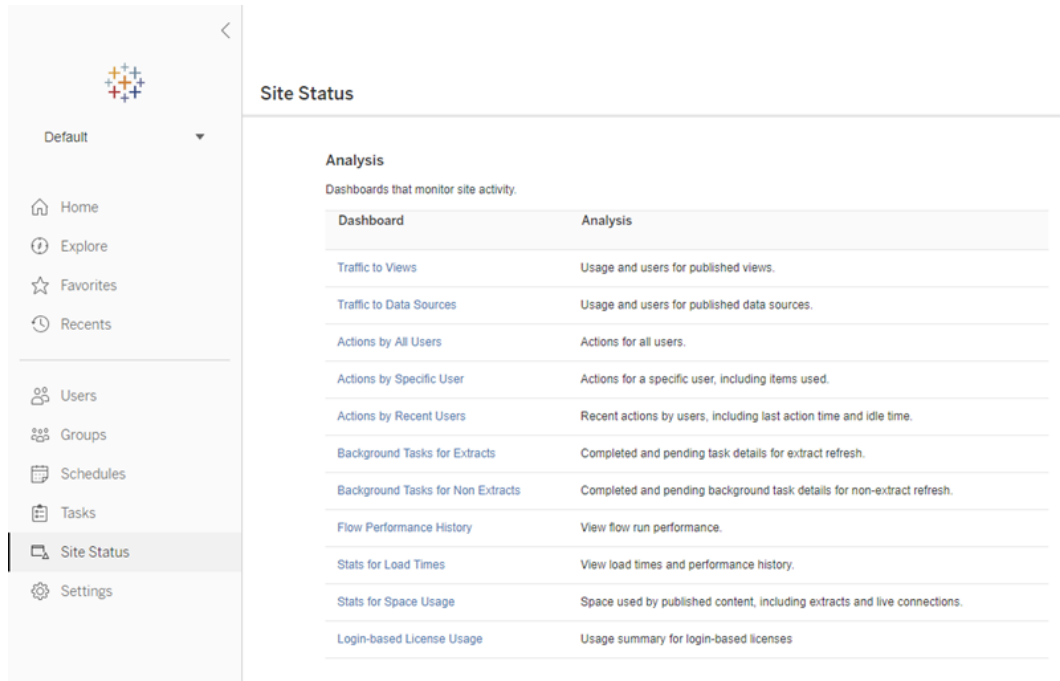 Default
Home
Explore
Favorites
Recents
Users
Groups
Schedules
Tasks
Site Status
Settings
Site Status
Analysis
Dashboards that monitor site activity.
Dashboard Analysis
Traffic to Views Usage and users for published views.
Traffic to Data Sources Usage and users for published data sources.
Actions by All Users Actions for all users.
Actions by Specific User Actions for a specific user, including items used.
Actions by Recent Users Recent actions by users, including last action time and idle time.
Background Tasks for Extracts Completed and pending task details for extract refresh.
Background Tasks for Non Extracts Completed and pending background task details for non-extract refresh.
Flow Performance History View flow run performance.
Stats for Load Times View load times and performance history.
Stats for Space Usage Space used by published content, including extracts and live connections.
Login-based License Usage Usage summary for login-based licenses